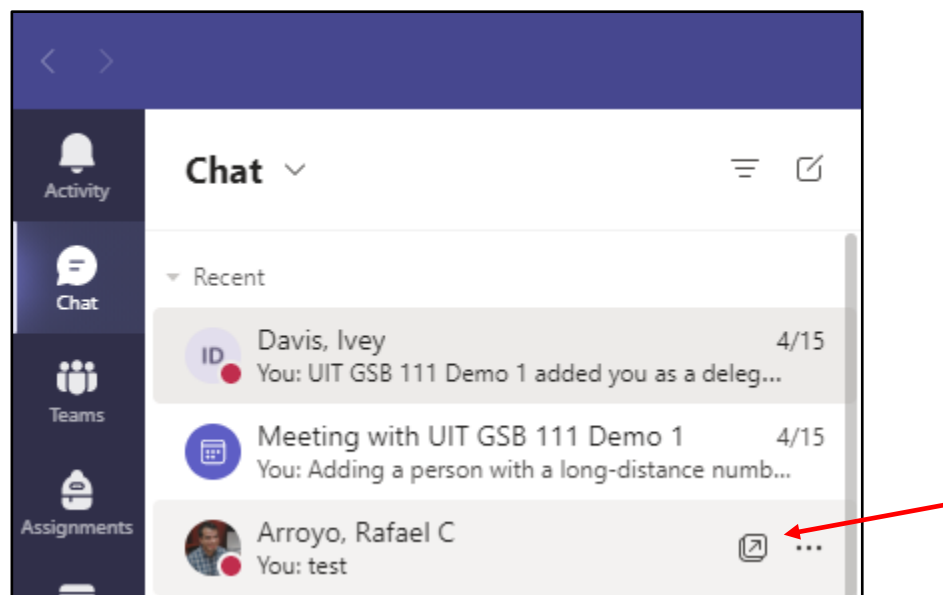 Activity
Chat
Chat
Teams
Assignments
Recent
Davis, Ivey 4/15
ID
You: UIT GSB 111 Demo 1 added you as a deleg...
Meeting with UIT GSB 111 Demo 1 4/15
You: Adding a person with a long-distance numb...
Arroyo, Rafael C
You: test